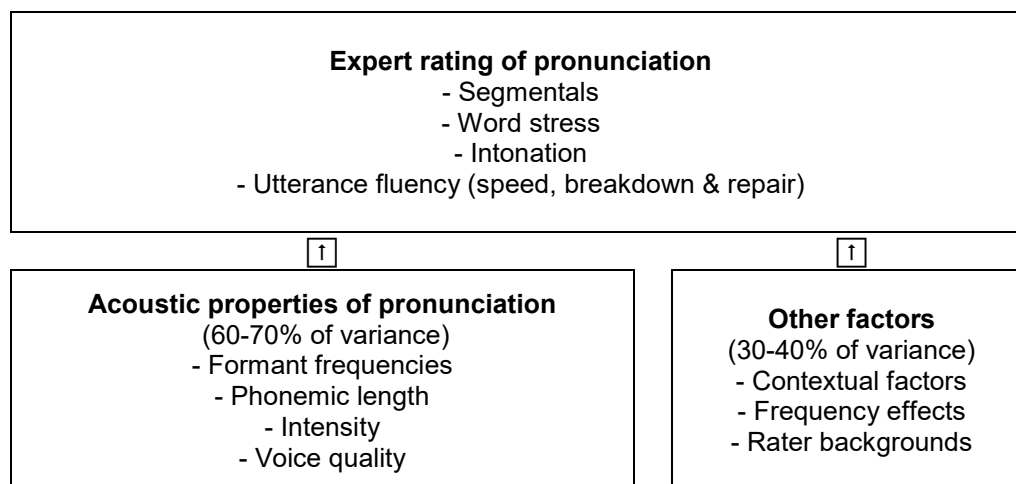 Expert rating of pronunciation
- Segmentals
- Word stress
- Intonation
- Utterance fluency (speed, breakdown & repair)
↑
↑
Acoustic properties of pronunciation
(60-70% of variance)
- Formant frequencies
- Phonemic length
- Intensity
- Voice quality
Other factors
(30-40% of variance)
- Contextual factors
- Frequency effects
- Rater backgrounds